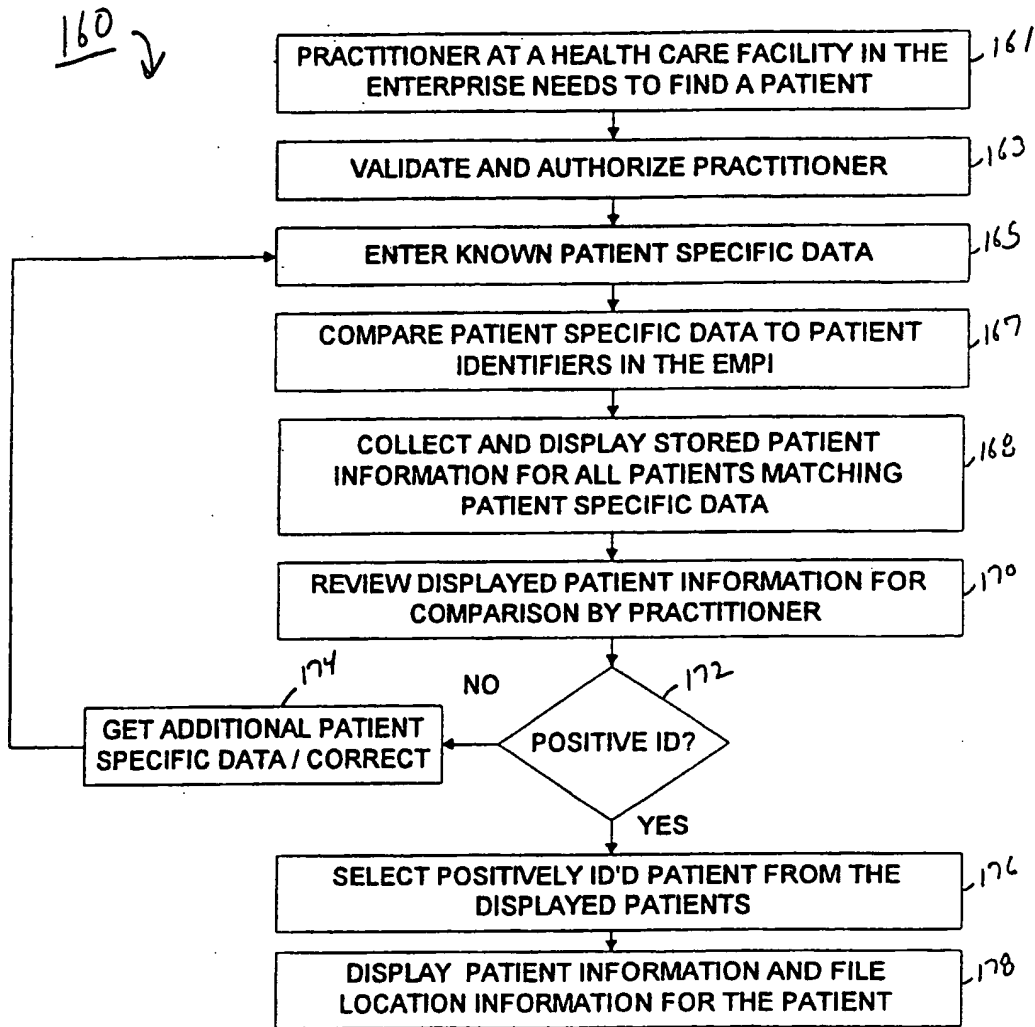 160
PRACTITIONER AT A HEALTH CARE FACILITY IN THE
ENTERPRISE NEEDS TO FIND A PATIENT
161
VALIDATE AND AUTHORIZE PRACTITIONER
163
ENTER KNOWN PATIENT SPECIFIC DATA
165
COMPARE PATIENT SPECIFIC DATA TO PATIENT
IDENTIFIERS IN THE EMPI
167
COLLECT AND DISPLAY STORED PATIENT
INFORMATION FOR ALL PATIENTS MATCHING
PATIENT SPECIFIC DATA
168
REVIEW DISPLAYED PATIENT INFORMATION FOR
COMPARISON BY PRACTITIONER
170
172
POSITIVE ID?
NO
174
GET ADDITIONAL PATIENT
SPECIFIC DATA / CORRECT
YES
SELECT POSITIVELY ID'D PATIENT FROM THE
DISPLAYED PATIENTS
176
DISPLAY PATIENT INFORMATION AND FILE
LOCATION INFORMATION FOR THE PATIENT
178